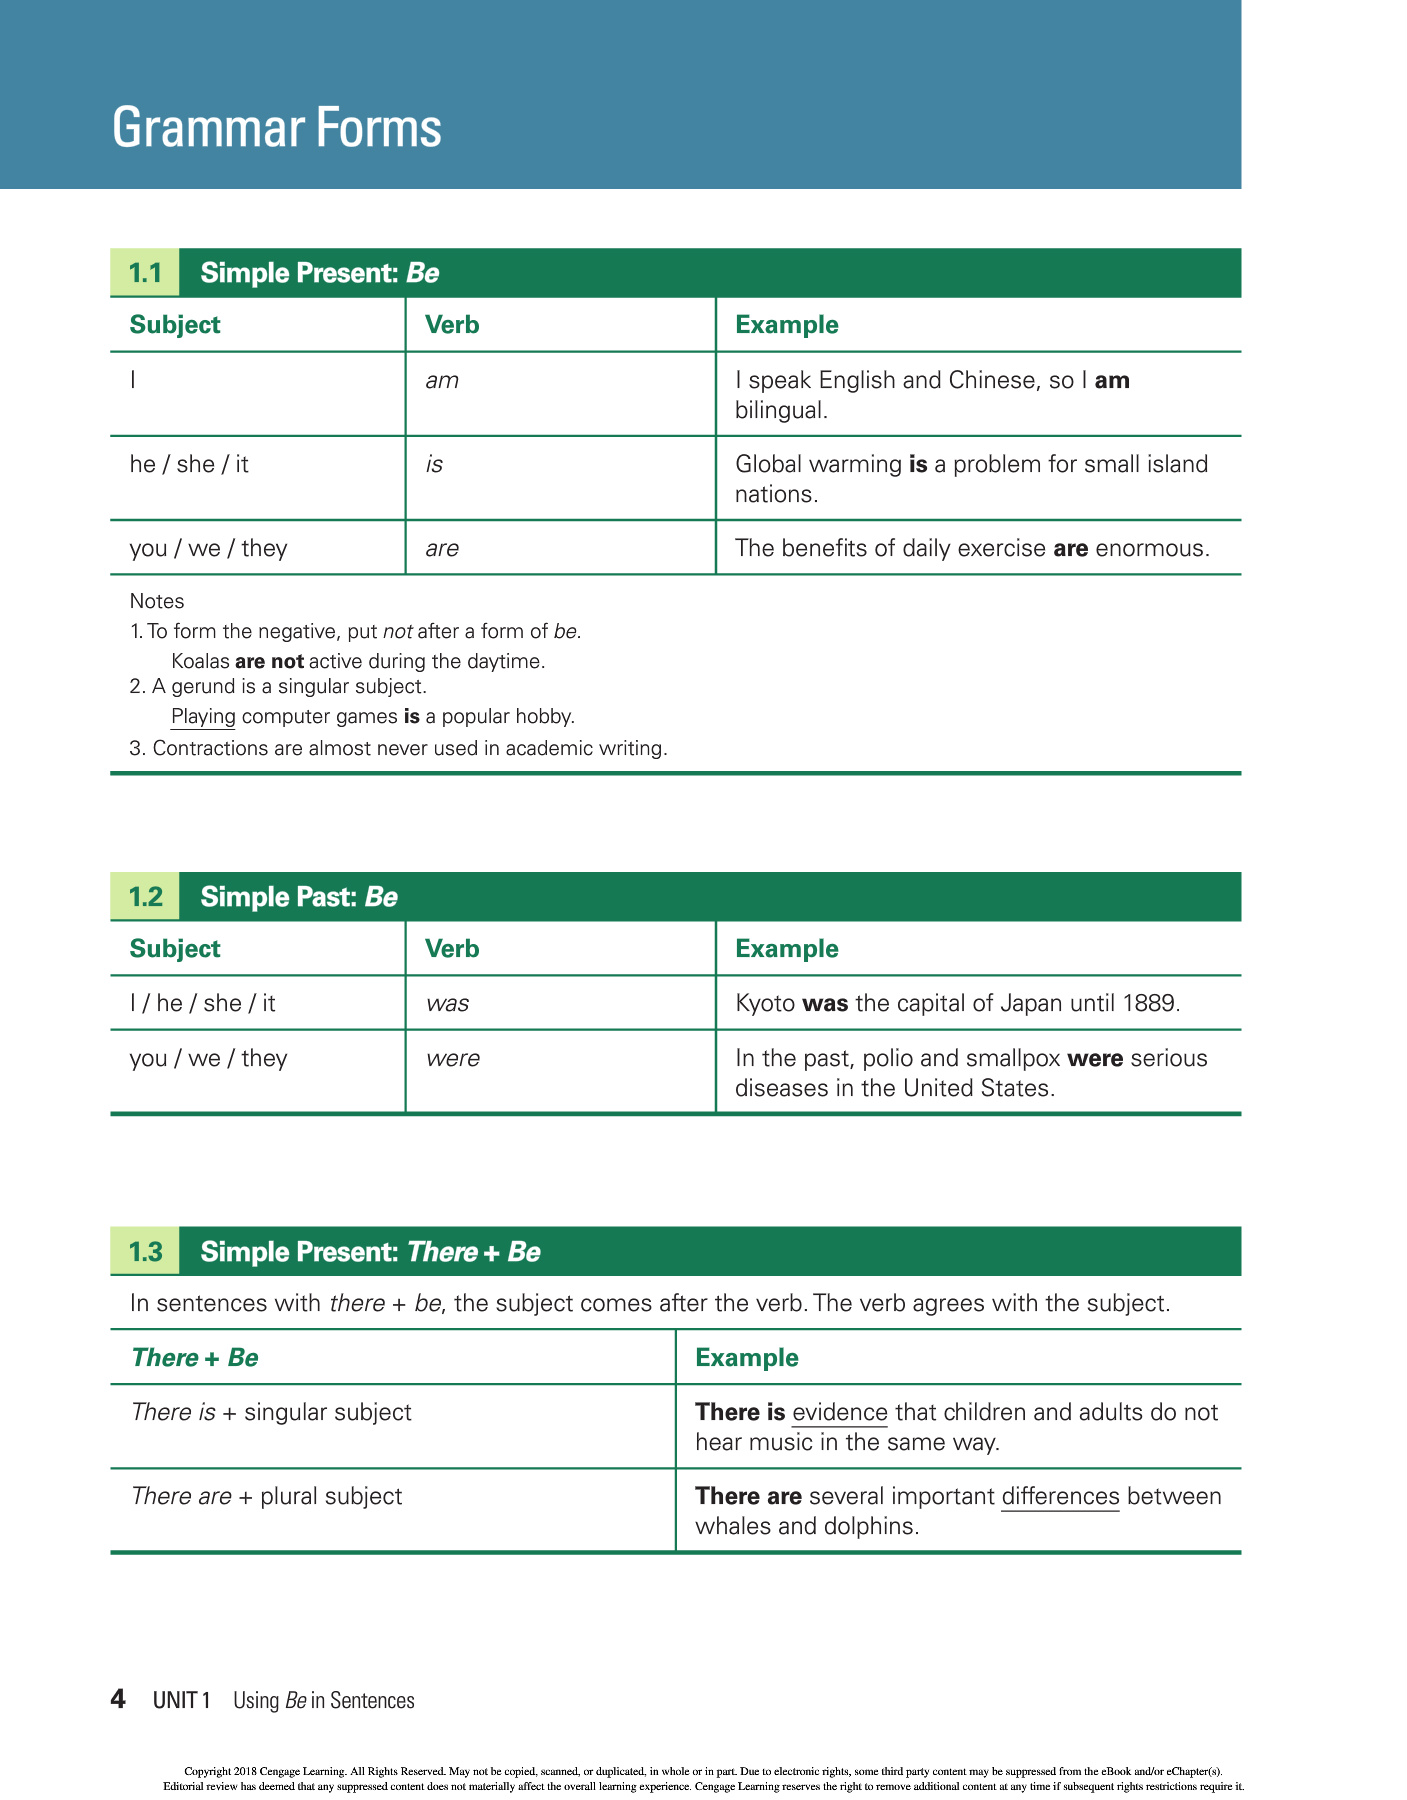 Grammar Forms
1.1 Simple Present: Be
Subject Verb Example
I am I speak English and Chinese, so I am
bilingual.
he / she / it is Global warming is a problem for small island
nations.
you / we / they are The benefits of daily exercise are enormous.
Notes
1. To form the negative, put not after a form of be.
Koalas are not active during the daytime.
2. A gerund is a singular subject.
Playing computer games is a popular hobby.
3. Contractions are almost never used in academic writing.
1.2 Simple Past: Be
Subject Verb Example
I / he / she / it was Kyoto was the capital of Japan until 1889.
you / we / they were In the past, polio and smallpox were serious
diseases in the United States.
1.3 Simple Present: There + Be
In sentences with there + be, the subject comes after the verb. The verb agrees with the subject.
There + Be Example
There is + singular subject There is evidence that children and adults do not
hear music in the same way.
There are + plural subject There are several important differences between
whales and dolphins.
4 UNIT 1 Using Be in Sentences
Copyright 2018 Cengage Learning. All Rights Reserved. May not be copied, scanned, or duplicated, in whole or in part. Due to electronic rights, some third party content may be suppressed from the eBook and/or eChapter(s).
Editorial review has deemed that any suppressed content does not materially affect the overall learning experience. Cengage Learning reserves the right to remove additional content at any time if subsequent rights restrictions require it.